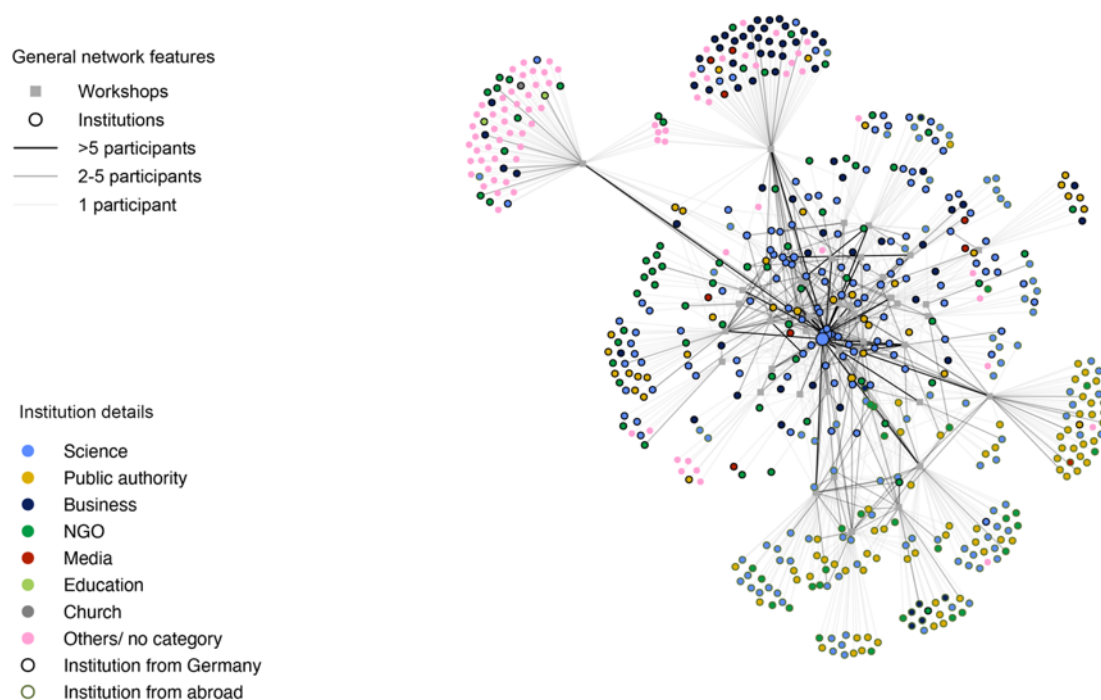 General network features
Workshops
Institutions
>5 participants
2-5 participants
1 participant
Institution details
Science
Public authority
Business
NGO
Media
Education
Church
Others/ no category
Institution from Germany
Institution from abroad